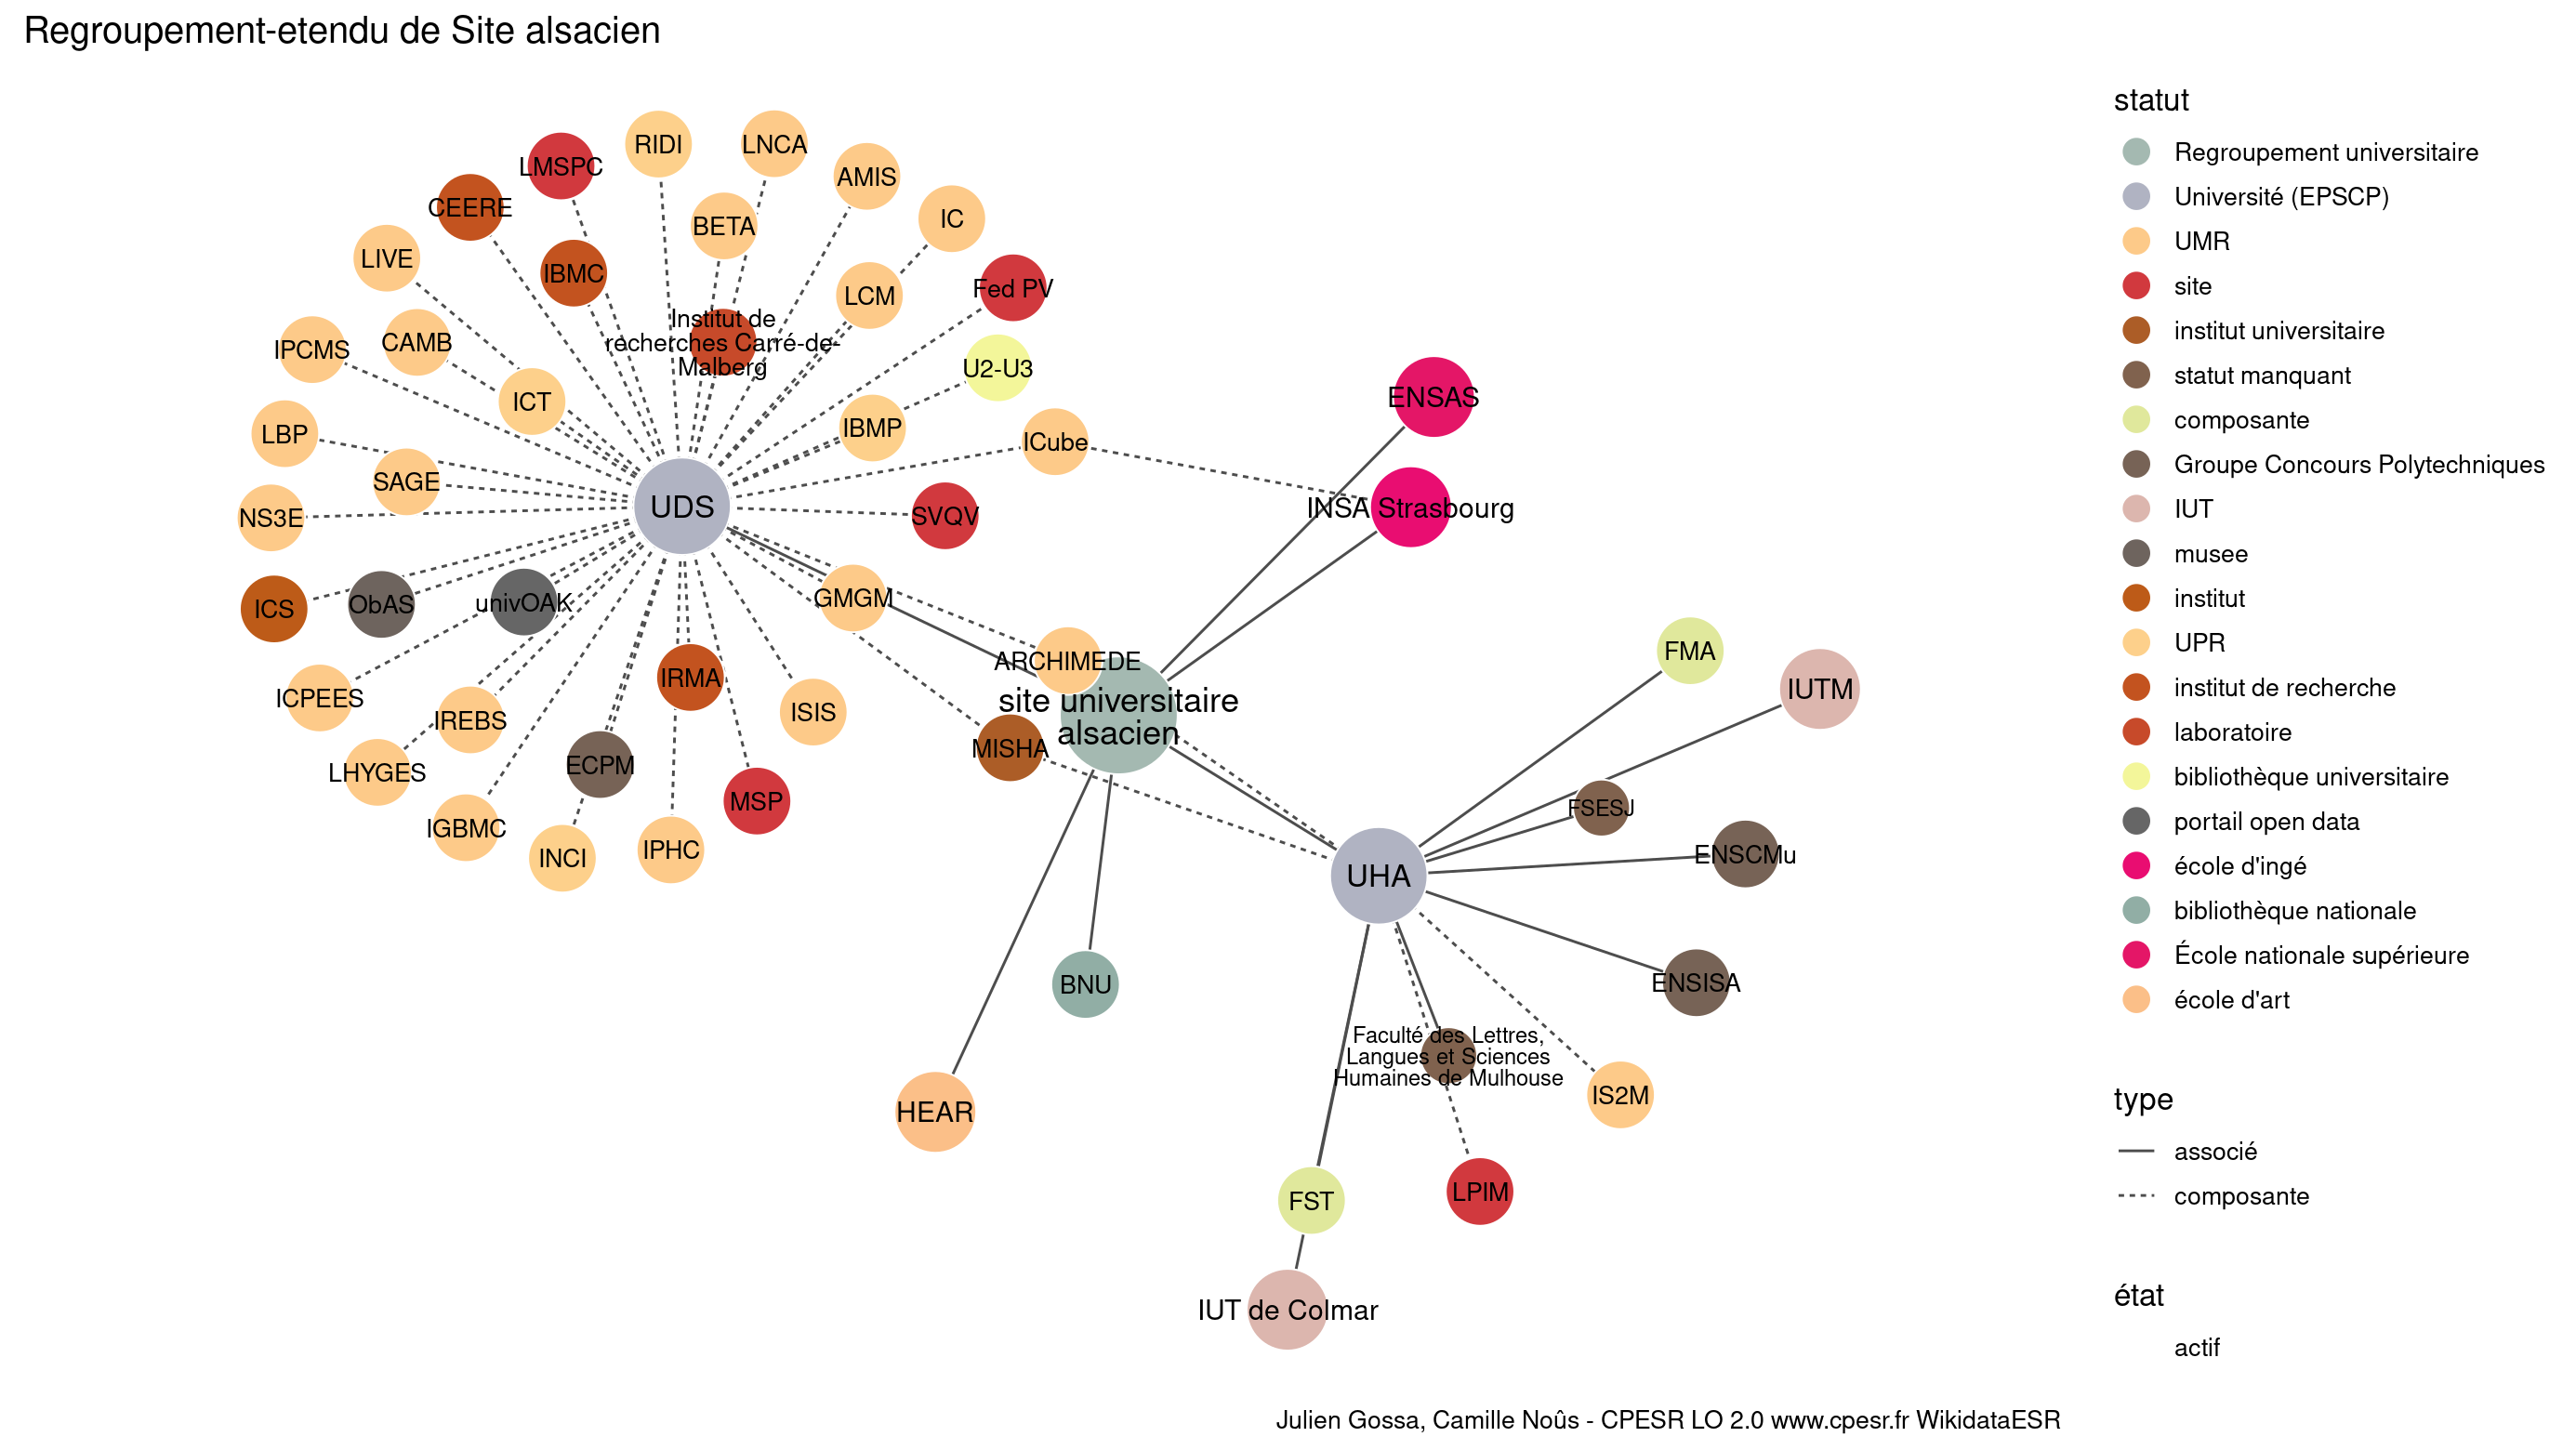 Regroupement-etendu de Site alsacien
RIDI
LNCA
LMSPC
AMIS
CEERE
IC
BETA
LIVE
IBMC
Fed PV
LCM
Institut de
recherches Carré-de-
Malberg
CAMB
IPCMS
U2-U3
ENSAS
ICT
IBMP
LBP
ICube
SAGE
UDS
INSA Strasbourg
NS3E
SVQV
GMGM
ICS
ObAS
univOAK
FMA
ARCHIMEDE
IRMA
IUTM
ICPEES
site universitaire
alsacien
ISIS
IREBS
MISHA
ECPM
LHYGES
MSP
FSESJ
IGBMC
IPHC
INCI
ENSCMu
UHA
BNU
ENSISA
Faculté des Lettres,
Langues et Sciences
Humaines de Mulhouse
IS2M
HEAR
LPIM
FST
IUT de Colmar
statut
Regroupement universitaire
Université (EPSCP)
UMR
site
institut universitaire
statut manquant
composante
Groupe Concours Polytechniques
IUT
musee
institut
UPR
institut de recherche
laboratoire
bibliothèque universitaire
portail open data
école d'ingé
bibliothèque nationale
École nationale supérieure
école d'art
type
associé
composante
état
actif
Julien Gossa, Camille Noûs - CPESR LO 2.0 www.cpesr.fr WikidataESR